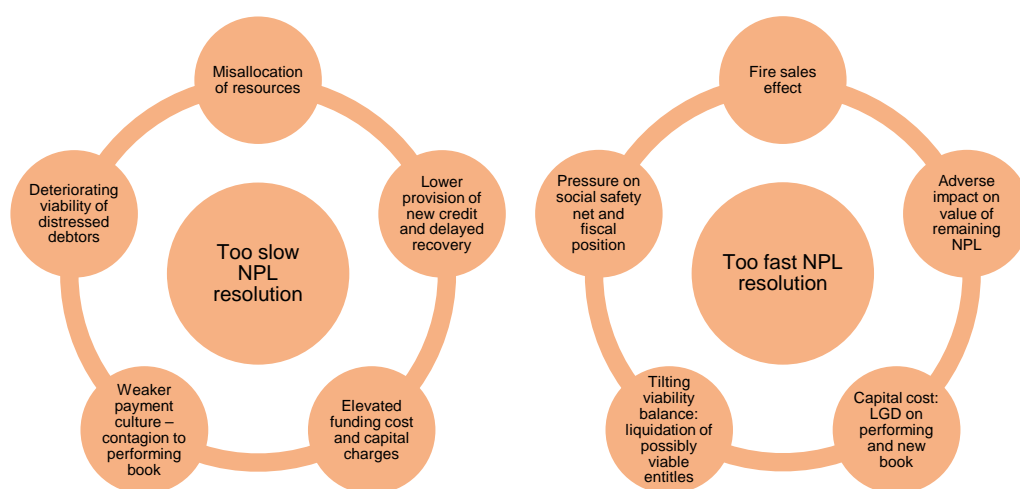 Misallocation
of resources
Lower
provision of
new credit
and delayed
recovery
Elevated
funding cost
and capital
charges
Weaker
payment
culture –
contagion to
performing
book
Deteriorating
viability of
distressed
debtors
Too slow
NPL
resolution
Fire sales
effect
Adverse
impact on
value of
remaining
NPL
Capital cost:
LGD on
performing
and new
book
Tilting
viability
balance:
liquidation of
possibly
viable
entitles
Pressure on
social safety
net and
fiscal
position
Too fast NPL
resolution